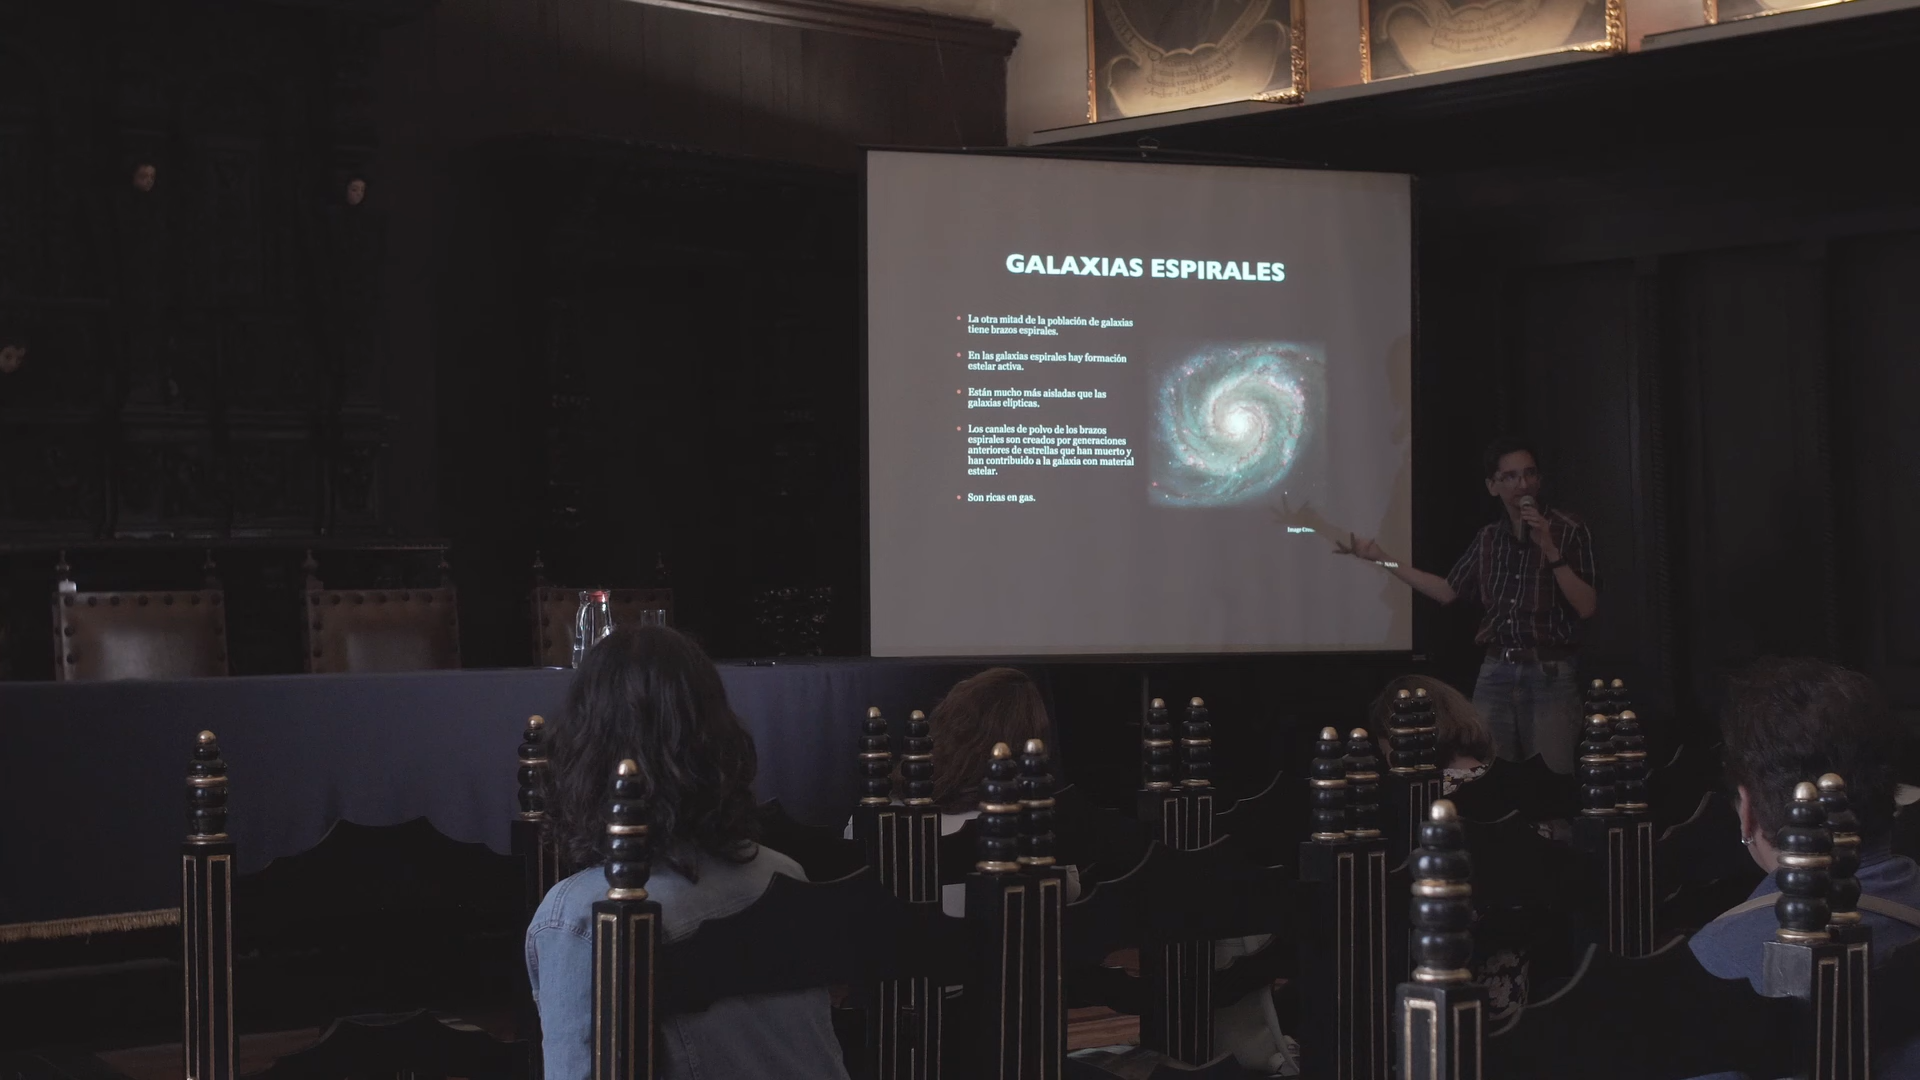 GALAXIAS ESPIRALES
La otra mitad de la población de galaxias
tiene brazos espirales.
En las galaxias espirales hay formación
estelar activa.
Están mucho más aisladas que las
galaxias elípticas.
Los canales de polvo de los brazos
espirales son creados por generaciones
anteriores de estrellas que han muerto y
han contribuido a la galaxia con material
estelar.
Son ricas en gas.
Image
NASA